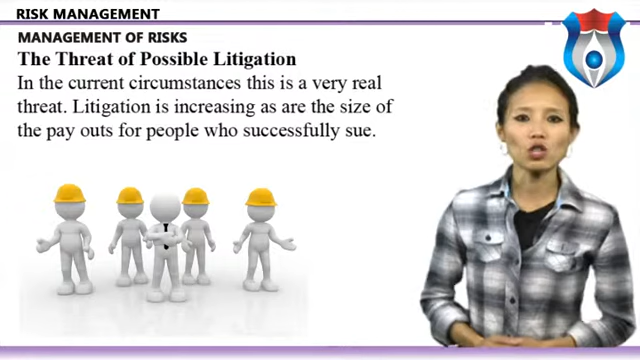 RISK MANAGEMENT
MANAGEMENT OF RISKS
The Threat of Possible Litigation
In the current circumstances this is a very real
threat. Litigation is increasing as are the size of
the pay outs for people who successfully sue.